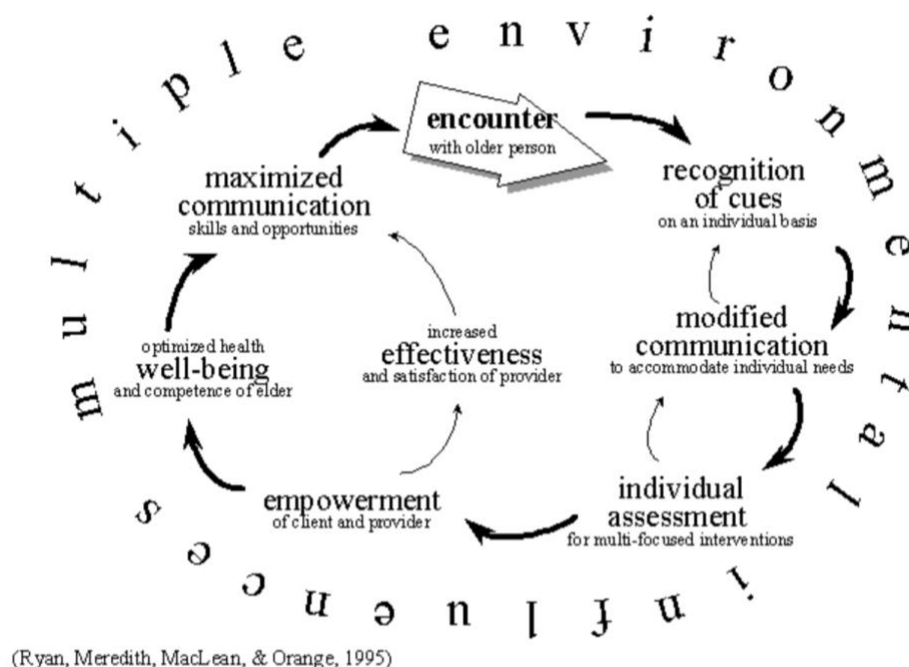 multiple environmental influences
encounter
with older person
recognition
of cues
on an individual basis
modified
communication
to accommodate individual needs
individual
assessment
for multi-focused interventions
empowerment
of client and provider
increased
effectiveness
and satisfaction of provider
optimized health
well-being
and competence of elder
maximized
communication
skills and opportunities
(Ryan, Meredith, MacLean, & Orange, 1995)